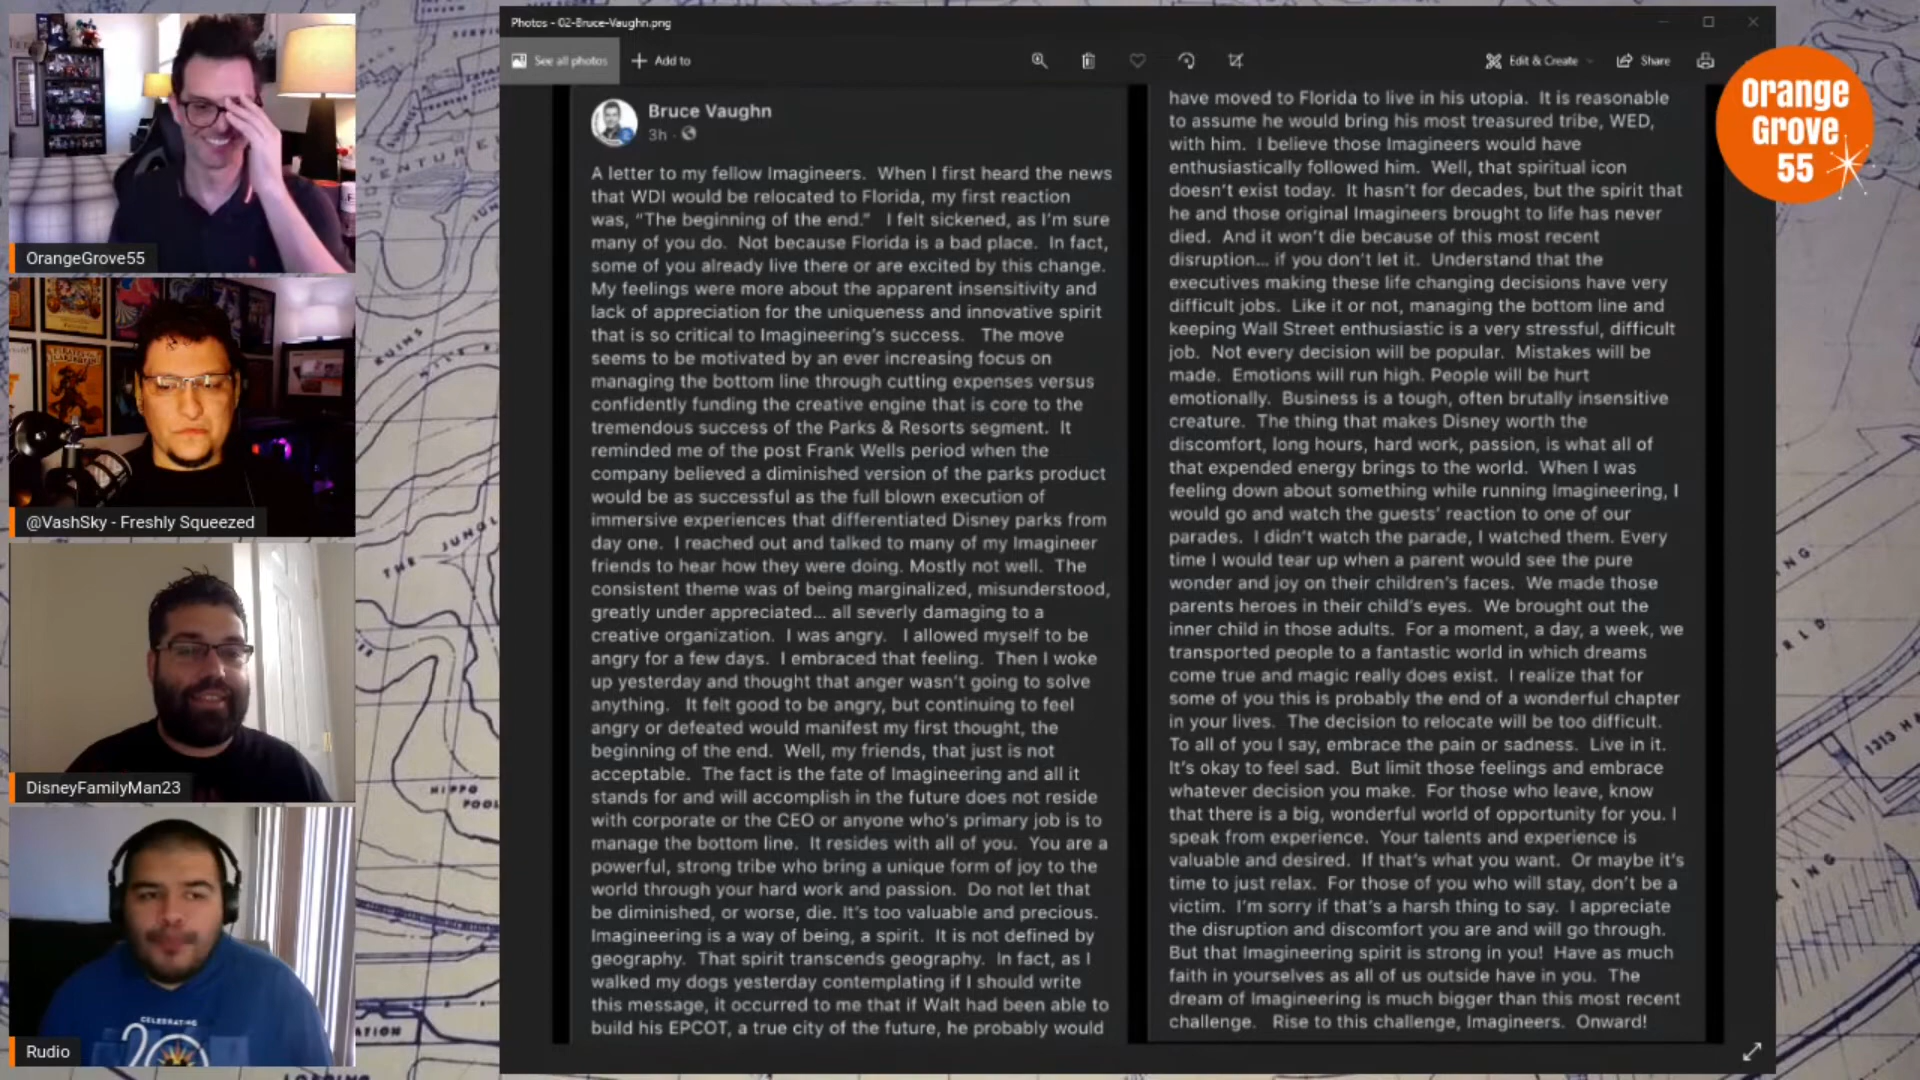 Photos - 02-Bruce-Vaughn.png
See all photos
Add to
Edit & Create
Share
Orange
Grove
55
OrangeGrove55
@VashSky - Freshly Squeezed
DisneyFamilyMan23
CELEBRATING
20
Rudio
Bruce Vaughn
3h
A letter to my fellow Imagineers. When I first heard the news
that WDI would be relocated to Florida, my first reaction
was, “The beginning of the end.” I felt sickened, as I’m sure
many of you do. Not because Florida is a bad place. In fact,
some of you already live there or are excited by this change.
My feelings were more about the apparent insensitivity and
lack of appreciation for the uniqueness and innovative spirit
that is so critical to Imagineering’s success. The move
seems to be motivated by an ever increasing focus on
managing the bottom line through cutting expenses versus
confidently funding the creative engine that is core to the
tremendous success of the Parks & Resorts segment. It
reminded me of the post Frank Wells period when the
company believed a diminished version of the parks product
would be as successful as the full blown execution of
immersive experiences that differentiated Disney parks from
day one. I reached out and talked to many of my Imagineer
friends to hear how they were doing. Mostly not well. The
consistent theme was of being marginalized, misunderstood,
greatly under appreciated... all severly damaging to a
creative organization. I was angry. I allowed myself to be
angry for a few days. I embraced that feeling. Then I woke
up yesterday and thought that anger wasn’t going to solve
anything. It felt good to be angry, but continuing to feel
angry or defeated would manifest my first thought, the
beginning of the end. Well, my friends, that just is not
acceptable. The fact is the fate of Imagineering and all it
stands for and will accomplish in the future does not reside
with corporate or the CEO or anyone who’s primary job is to
manage the bottom line. It resides with all of you. You are a
powerful, strong tribe who bring a unique form of joy to the
world through your hard work and passion. Do not let that
be diminished, or worse, die. It’s too valuable and precious.
Imagineering is a way of being, a spirit. It is not defined by
geography. That spirit transcends geography. In fact, as I
walked my dogs yesterday contemplating if I should write
this message, it occurred to me that if Walt had been able to
build his EPCOT, a true city of the future, he probably would
have moved to Florida to live in his utopia. It is reasonable
to assume he would bring his most treasured tribe, WED,
with him. I believe those Imagineers would have
enthusiastically followed him. Well, that spiritual icon
doesn’t exist today. It hasn’t for decades, but the spirit that
he and those original Imagineers brought to life has never
died. And it won’t die because of this most recent
disruption... if you don’t let it. Understand that the
executives making these life changing decisions have very
difficult jobs. Like it or not, managing the bottom line and
keeping Wall Street enthusiastic is a very stressful, difficult
job. Not every decision will be popular. Mistakes will be
made. Emotions will run high. People will be hurt
emotionally. Business is a tough, often brutally insensitive
creature. The thing that makes Disney worth the
discomfort, long hours, hard work, passion, is what all of
that expended energy brings to the world. When I was
feeling down about something while running Imagineering, I
would go and watch the guests’ reaction to one of our
parades. I didn’t watch the parade, I watched them. Every
time I would tear up when a parent would see the pure
wonder and joy on their children’s faces. We made those
parents heroes in their child’s eyes. We brought out the
inner child in those adults. For a moment, a day, a week, we
transported people to a fantastic world in which dreams
come true and magic really does exist. I realize that for
some of you this is probably the end of a wonderful chapter
in your lives. The decision to relocate will be too difficult.
To all of you I say, embrace the pain or sadness. Live in it.
It’s okay to feel sad. But limit those feelings and embrace
whatever decision you make. For those who leave, know
that there is a big, wonderful world of opportunity for you. I
speak from experience. Your talents and experience is
valuable and desired. If that’s what you want. Or maybe it’s
time to just relax. For those of you who will stay, don’t be a
victim. I’m sorry if that’s a harsh thing to say. I appreciate
the disruption and discomfort you are and will go through.
But that Imagineering spirit is strong in you! Have as much
faith in yourselves as all of us outside have in you. The
dream of Imagineering is much bigger than this most recent
challenge. Rise to this challenge, Imagineers. Onward!
RUINS
THE JUNGL
HIPPO
POOL
LOADING